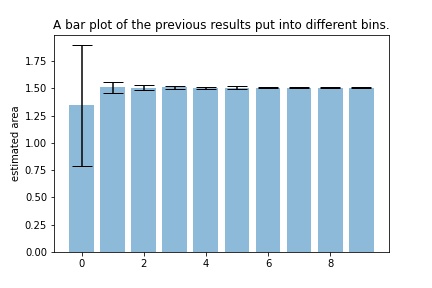 A bar plot of the previous results put into different bins.
estimated area
1.75
1.50
1.25
1.00
0.75
0.50
0.25
0.00
0 2 4 6 8